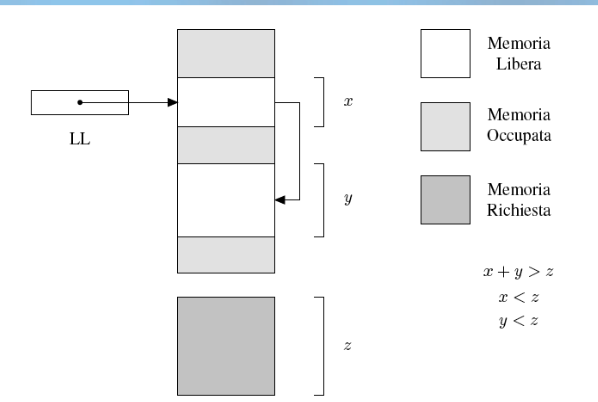 Memoria
Libera
x
LL
Memoria
Occupata
y
Memoria
Richiesta
x + y > z
x < z
y < z
z